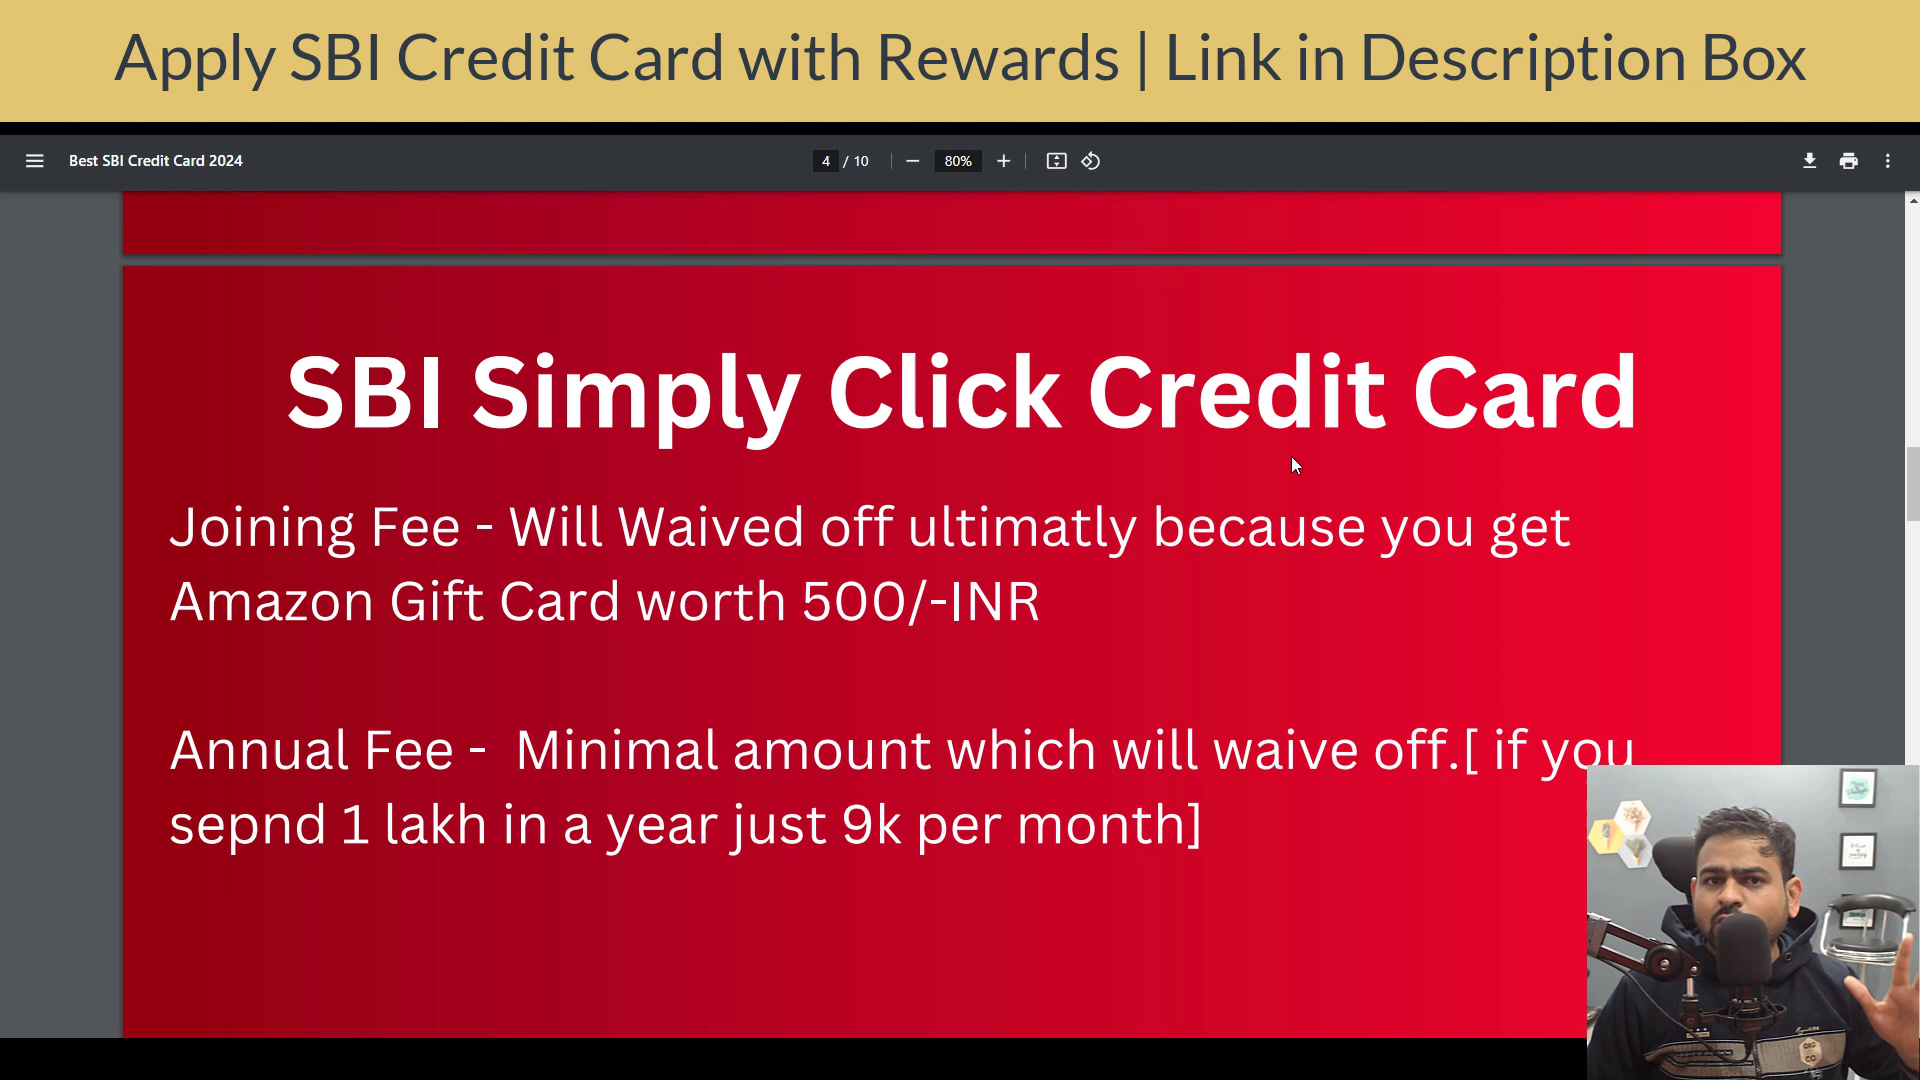 Apply SBI Credit Card with Rewards | Link in Description Box
Best SBI Credit Card 2024
4 / 10
80%
SBI Simply Click Credit Card
Joining Fee - Will Waived off ultimatly because you get
Amazon Gift Card worth 500/-INR
Annual Fee - Minimal amount which will waive off.[ if you
sepnd 1 lakh in a year just 9k per month]